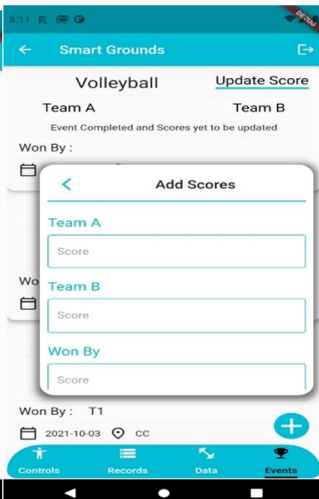 8:11
DEBUG
Smart Grounds
Volleyball Update Score
Team A Team B
Event Completed and Scores yet to be updated
Won By :
Add Scores
Team A
Score
Wo
Team B
Score
Won By
Score
Won By : T1
2021-10-03 CC
Controls Records Data Events